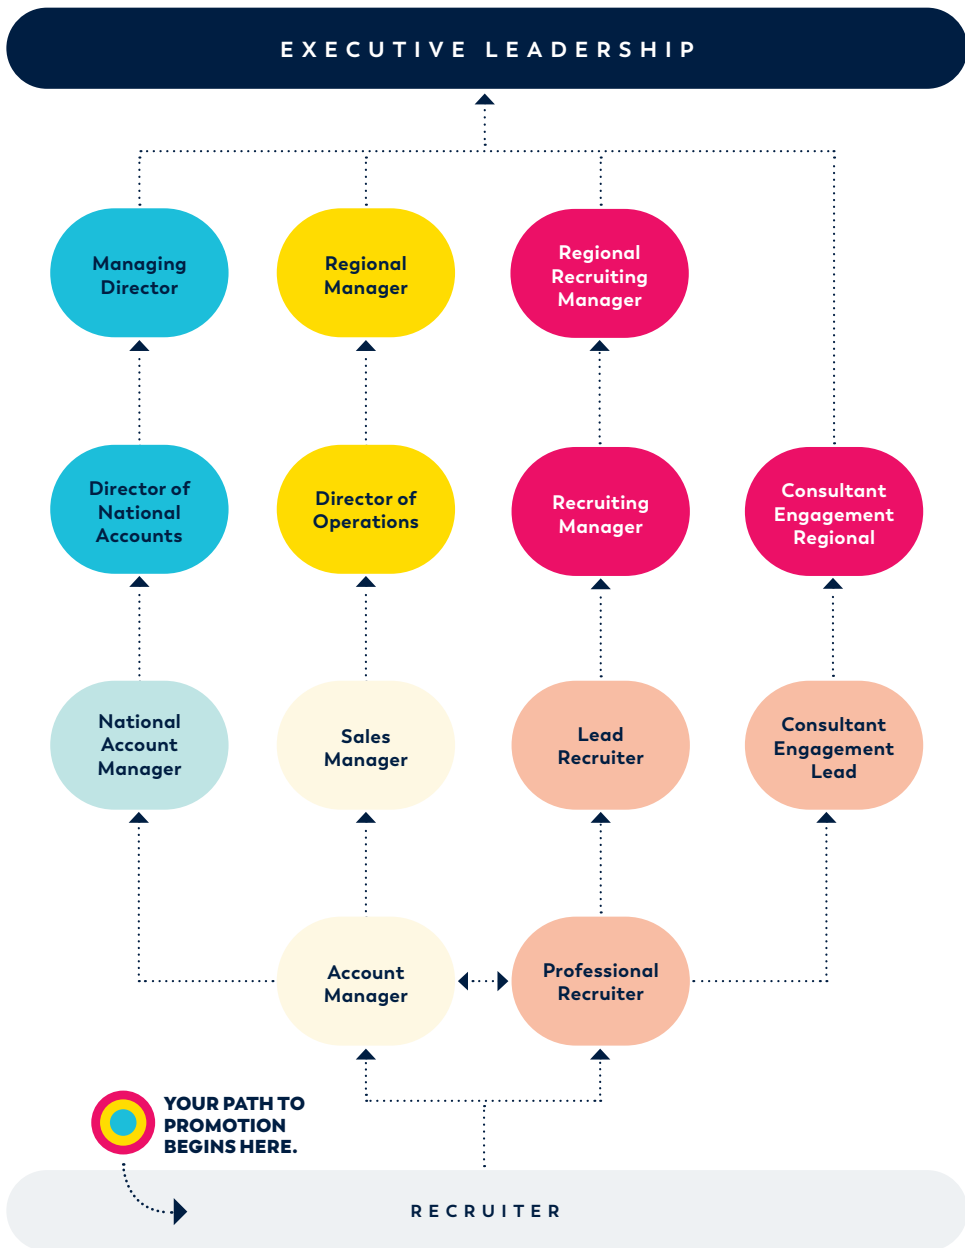 EXECUTIVE LEADERSHIP
Managing
Director
Regional
Manager
Regional
Recruiting
Manager
Director of
National
Accounts
Director of
Operations
Recruiting
Manager
Consultant
Engagement
Regional
National
Account
Manager
Sales
Manager
Lead
Recruiter
Consultant
Engagement
Lead
Account
Manager
Professional
Recruiter
YOUR PATH TO
PROMOTION
BEGINS HERE.
RECRUITER